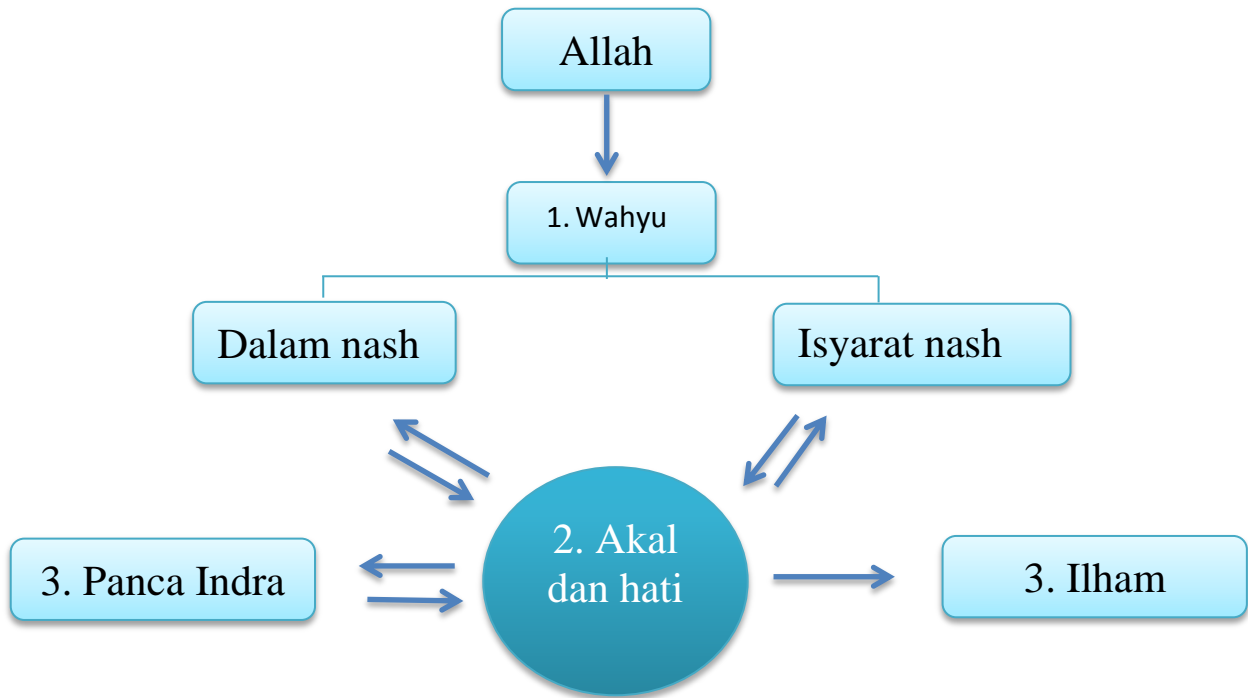 Allah
1. Wahyu
Dalam nash
Isyarat nash
2. Akal
dan hati
3. Panca Indra
3. Ilham